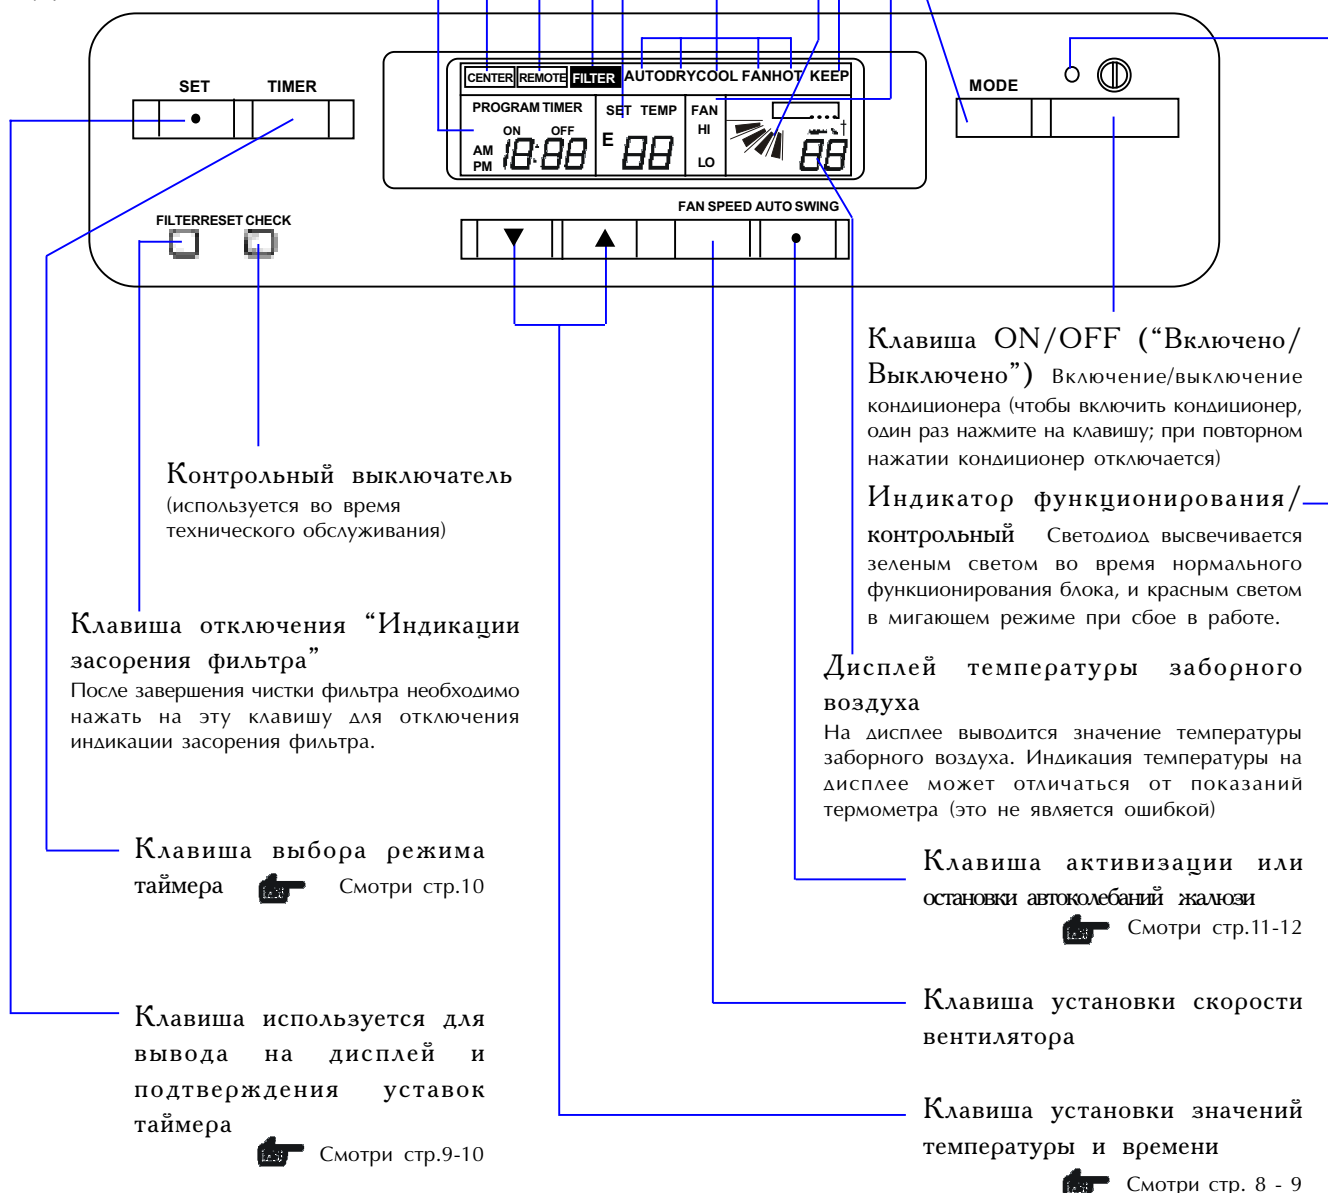 CENTER REMOTE FILTER AUTODRYCOOL FANHOT KEEP
SET TIMER
MODE
PROGRAM TIMER SET TEMP FAN
ON OFF
HI
AM 18:88 E 88 88
PM
LO
FAN SPEED AUTO SWING
FILTERRESET CHECK
Клавиша ON/OFF (“Включено/
Выключено”) Включение/выключение
кондиционера (чтобы включить кондиционер,
один раз нажмите на клавишу; при повторном
нажатии кондиционер отключается)
Контрольный выключатель
(используется во время
технического обслуживания)
Индикатор функционирования/
контрольный Светодиод высвечивается
зеленым светом во время нормального
функционирования блока, и красным светом
в мигающем режиме при сбое в работе.
Клавиша отключения “Индикации
засорения фильтра”
После завершения чистки фильтра необходимо
нажать на эту клавишу для отключения
индикации засорения фильтра.
Дисплей температуры заборного
воздуха
На дисплее выводится значение температуры
заборного воздуха. Индикация температуры на
дисплее может отличаться от показаний
термометра (это не является ошибкой)
Клавиша выбора режима
таймера Смотри стр.10
Клавиша активизации или
остановки автоколебаний жалюзи
Смотри стр.11-12
Клавиша используется для
вывода на дисплей и
подтверждения уставок
таймера
Смотри стр.9-10
Клавиша установки скорости
вентилятора
Клавиша установки значений
температуры и времени
Смотри стр. 8 - 9